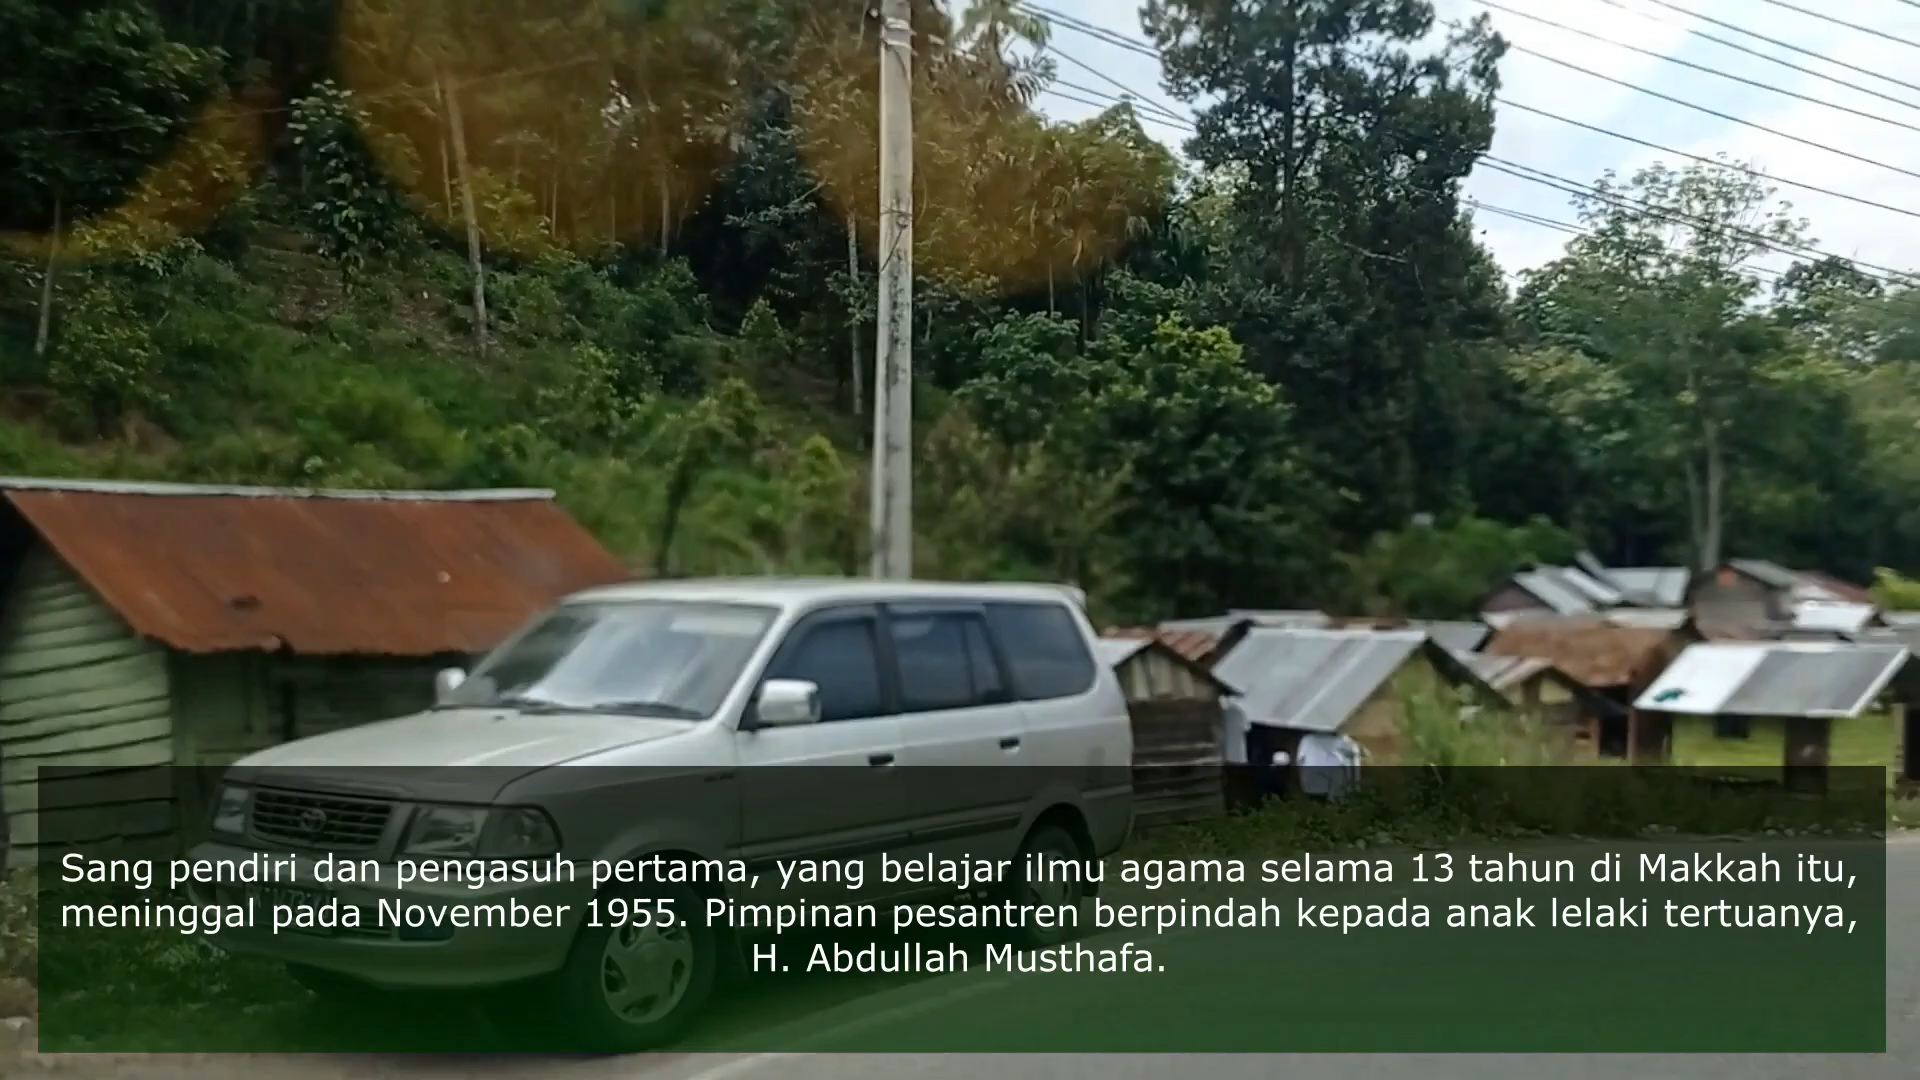 Sang pendiri dan pengasuh pertama, yang belajar ilmu agama selama 13 tahun di Makkah itu,
meninggal pada November 1955. Pimpinan pesantren berpindah kepada anak lelaki tertuanya,
H. Abdullah Musthafa.